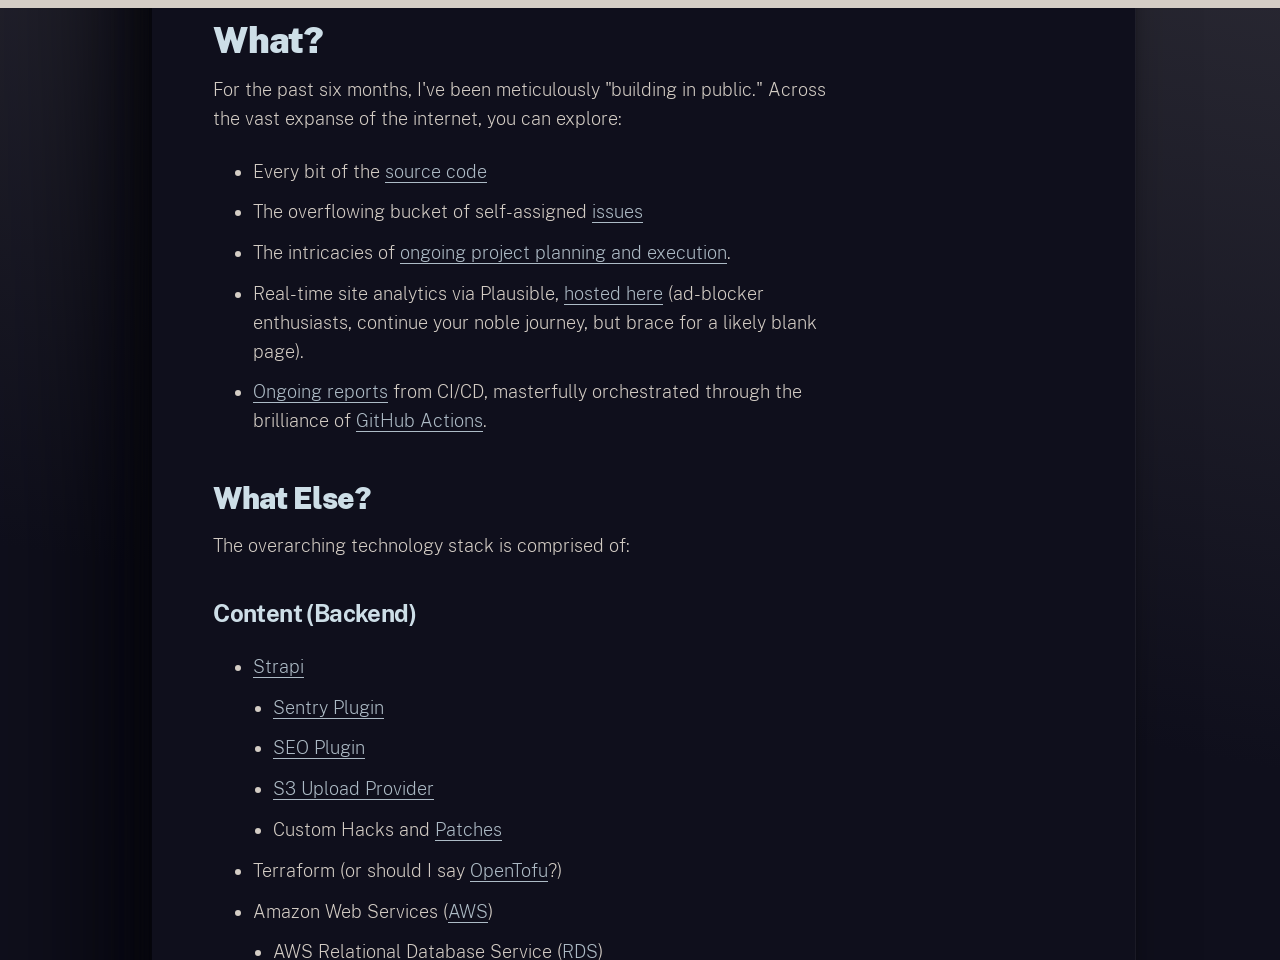 What?
For the past six months, I've been meticulously "building in public." Across
the vast expanse of the internet, you can explore:
Every bit of the source code
The overflowing bucket of self-assigned issues
The intricacies of ongoing project planning and execution.
Real-time site analytics via Plausible, hosted here (ad-blocker
enthusiasts, continue your noble journey, but brace for a likely blank
page).
Ongoing reports from CI/CD, masterfully orchestrated through the
brilliance of GitHub Actions.
What Else?
The overarching technology stack is comprised of:
Content (Backend)
Strapi
Sentry Plugin
SEO Plugin
S3 Upload Provider
Custom Hacks and Patches
Terraform (or should I say OpenTofu?)
Amazon Web Services (AWS)
AWS Relational Database Service (RDS)